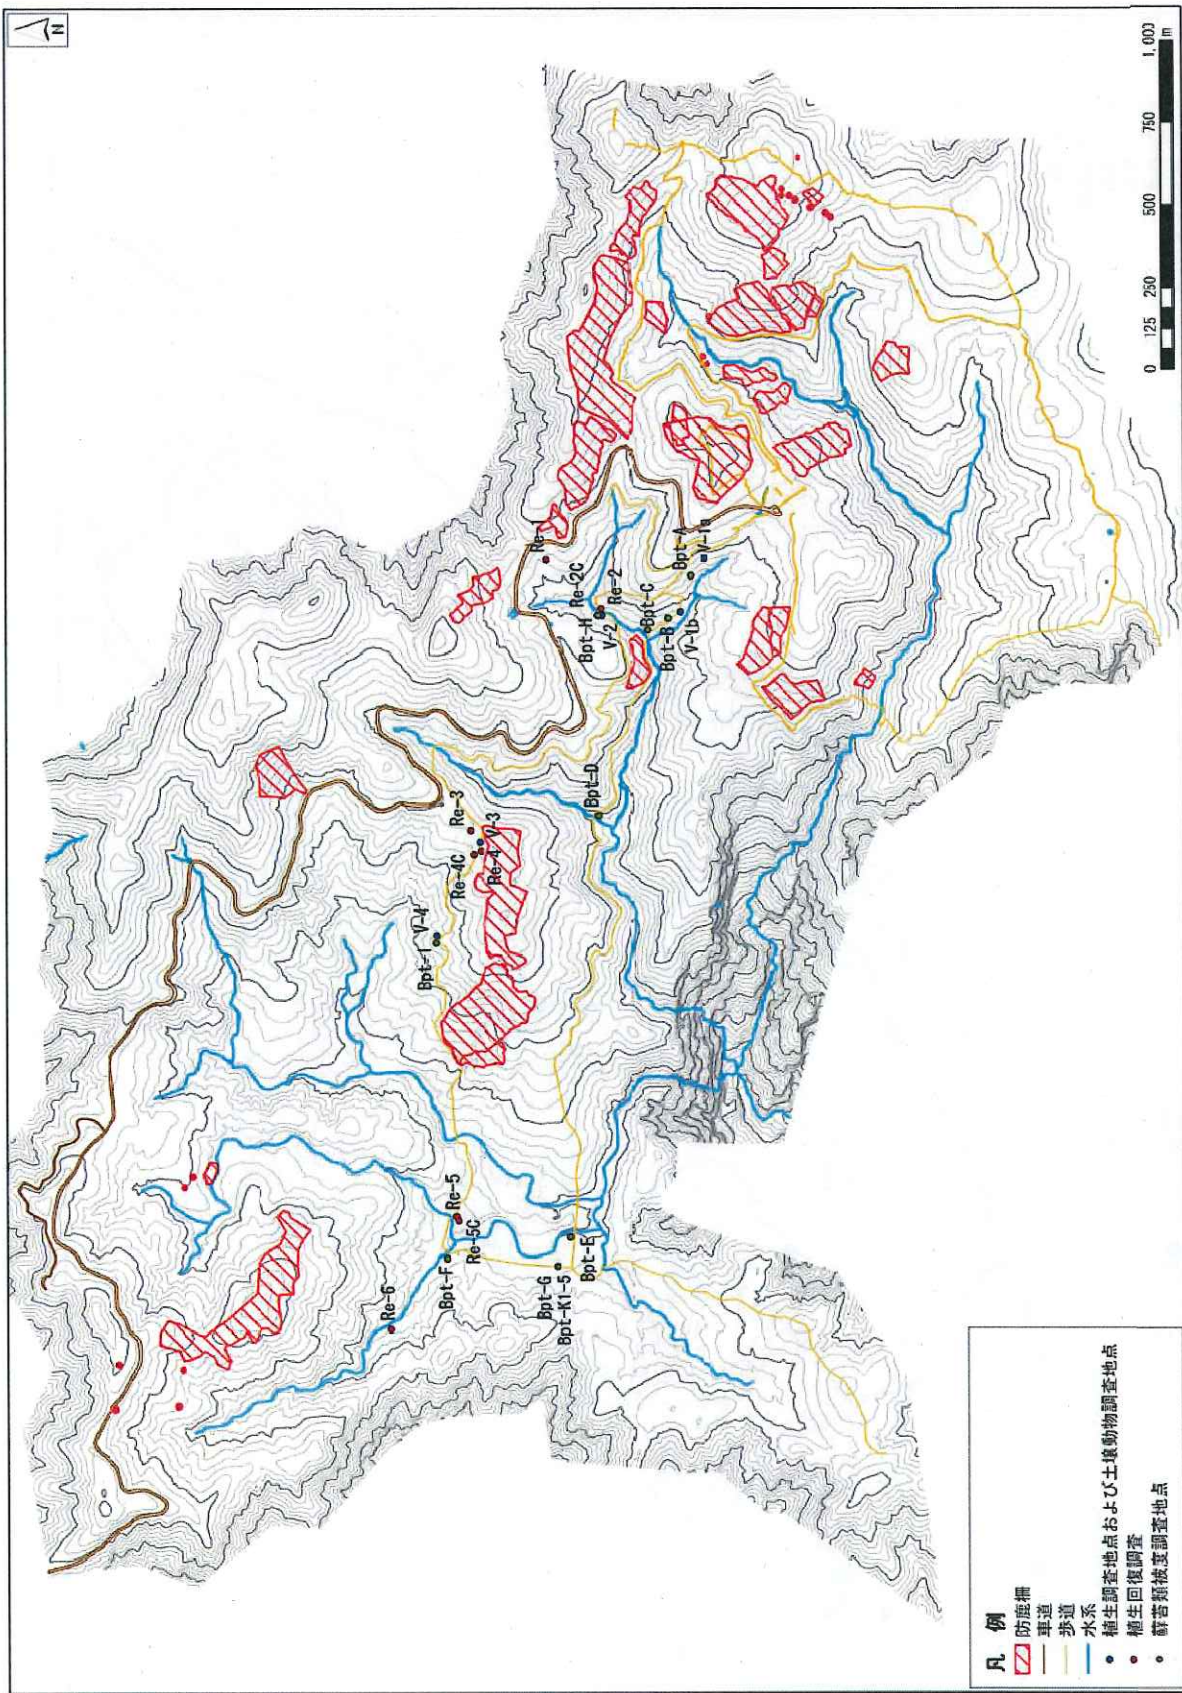 N
Re-1
Re-2C
Re-2
Bpt-H
V-2
Bpt-C
Bpt-A
V-1a
Bpt-B
V-1b
Bpt-D
Re-3
Re-4C
V-3
Re-4
V-4
Bpt-I
Re-5
Re-5C
Bpt-F
Re-6
Bpt-E
Bpt-G
Bpt-K1-5
0 125 250 500 750 1,000
m
凡 例
防鹿柵
車道
歩道
水系
植生調査地点および土壌動物調査地点
植生回復調査
蘚苔類被度調査地点